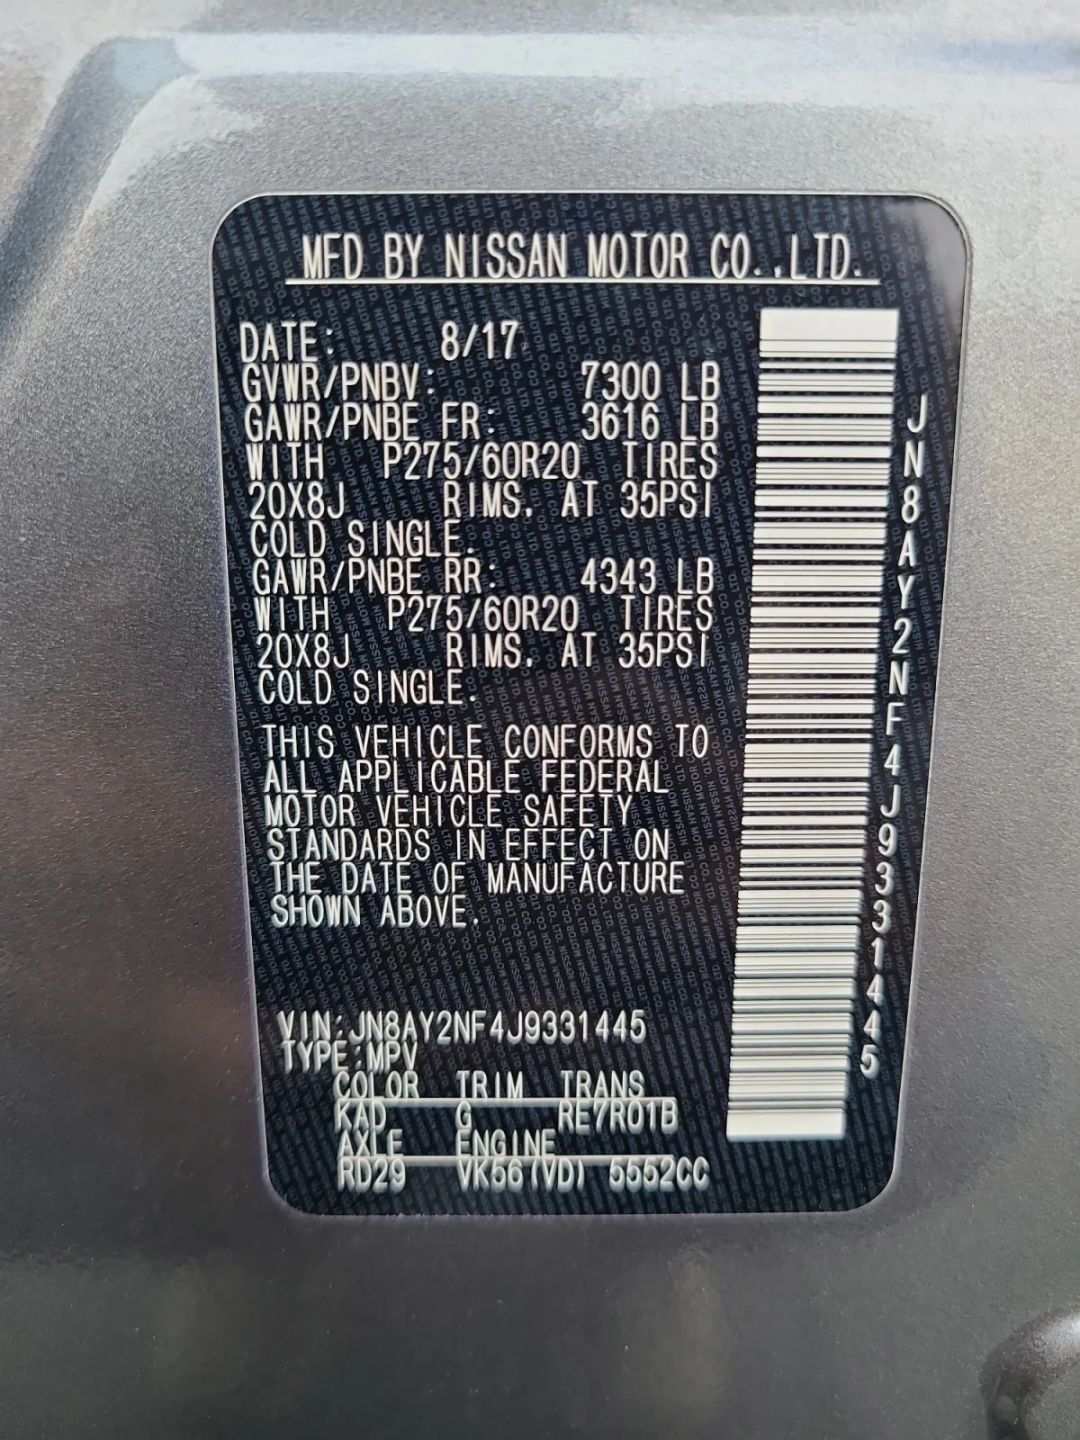 MFD BY NISSAN MOTOR CO.,LTD.
DATE: 8/17
GVWR/PNBV: 7300 LB
GAWR/PNBE FR: 3616 LB
WITH P275/60R20 TIRES
20X8J RIMS, AT 35PSI
COLD SINGLE.
GAWR/PNBE RR: 4343 LB
WITH P275/60R20 TIRES
20X8J RIMS, AT 35PSI
COLD SINGLE.
THIS VEHICLE CONFORMS TO
ALL APPLICABLE FEDERAL
MOTOR VEHICLE SAFETY
STANDARDS IN EFFECT ON
THE DATE OF MANUFACTURE
SHOWN ABOVE.
VIN:JN8AY2NF4J9331445
TYPE:MPV
COLOR TRIM TRANS
KAD G RE7R01B
AXLE ENGINE
RD29 VK56(VD) 5552CC
JN8AY2NF4J9331445